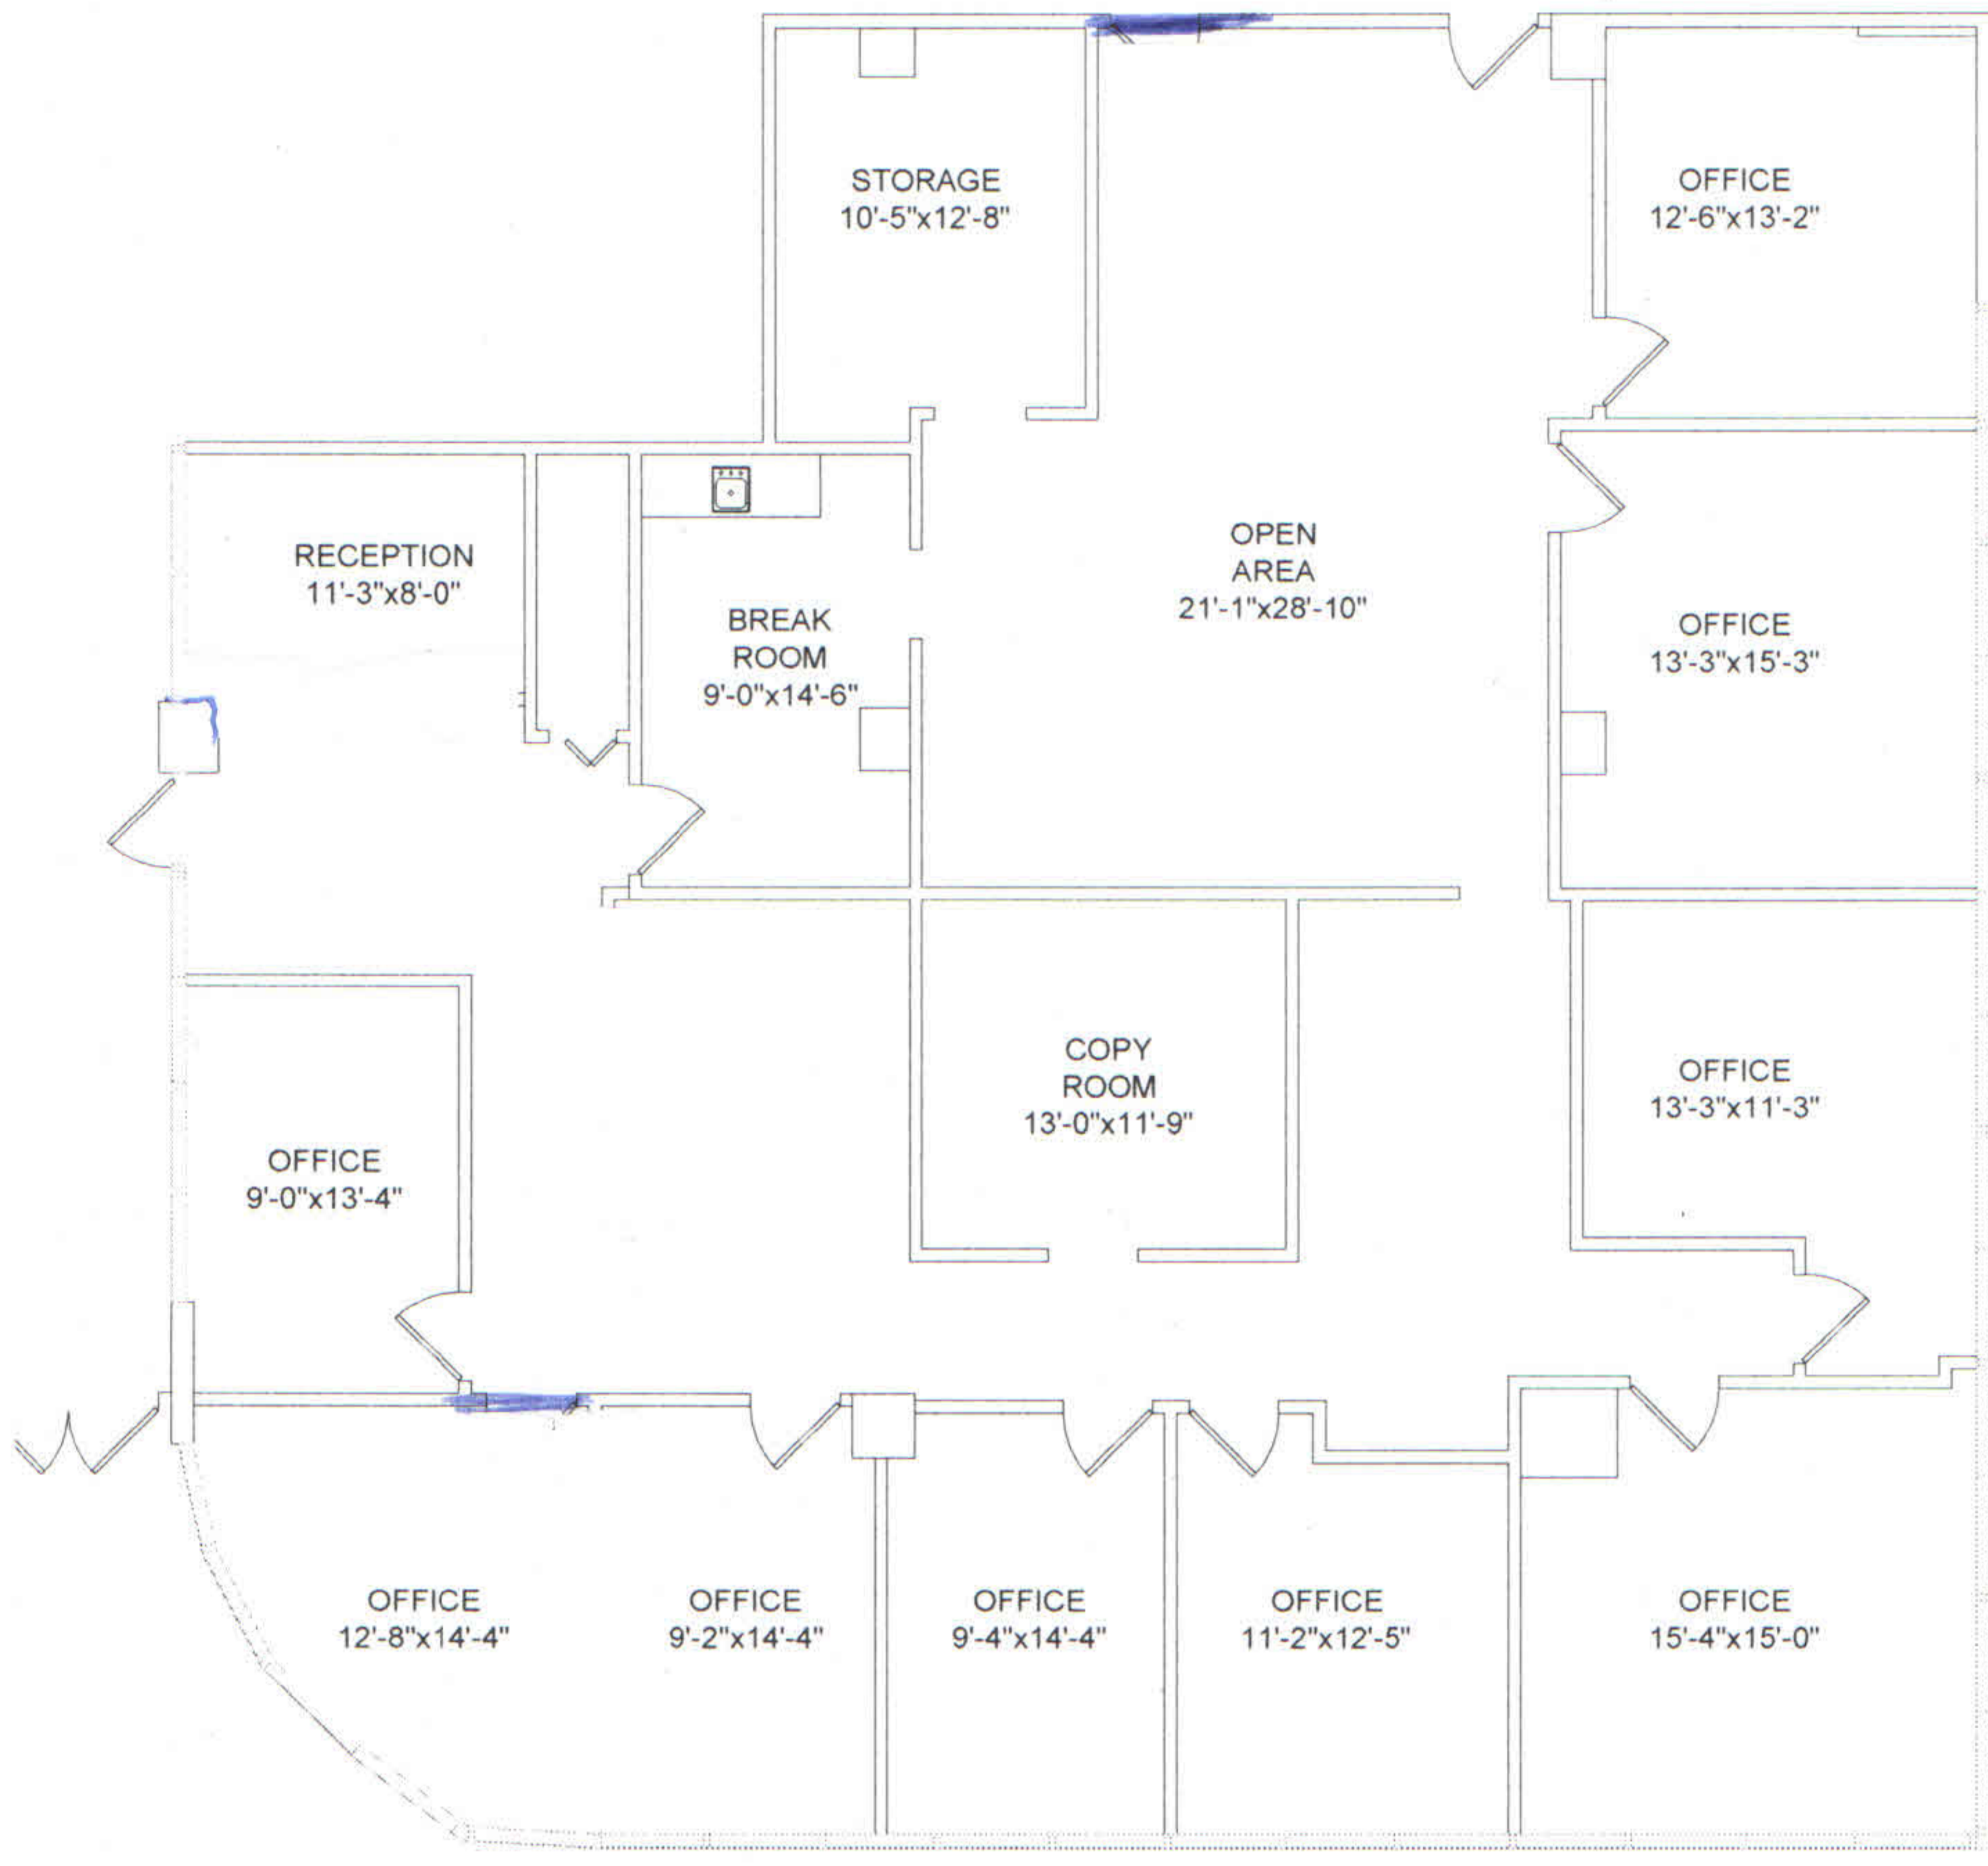 STORAGE
10'-5"x12'-8"
OFFICE
12'-6"x13'-2"
RECEPTION
11'-3"x8'-0"
BREAK
ROOM
9'-0"x14'-6"
OPEN
AREA
21'-1"x28'-10"
OFFICE
13'-3"x15'-3"
COPY
ROOM
13'-0"x11'-9"
OFFICE
13'-3"x11'-3"
OFFICE
9'-0"x13'-4"
OFFICE
12'-8"x14'-4"
OFFICE
9'-2"x14'-4"
OFFICE
9'-4"x14'-4"
OFFICE
11'-2"x12'-5"
OFFICE
15'-4"x15'-0"